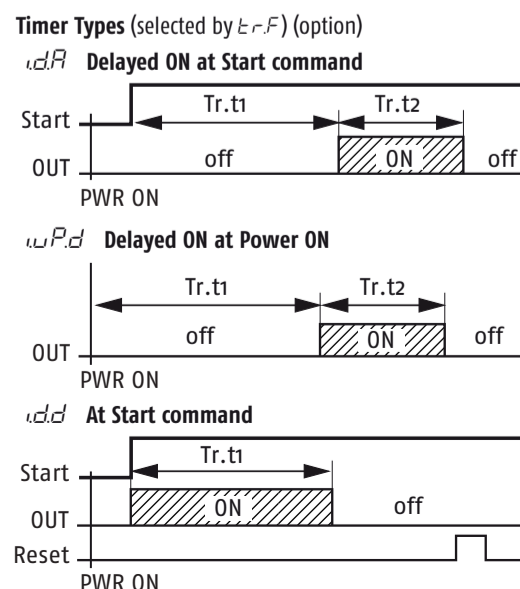 Timer Types (selected by tr.F) (option)
i.d.A Delayed ON at Start command
Tr.t1 Tr.t2
Start
OUT off ON off
PWR ON
i.uP.d Delayed ON at Power ON
Tr.t1 Tr.t2
off ON off
OUT
PWR ON
i.d.d At Start command
Tr.t1
Start
OUT ON off
Reset
PWR ON